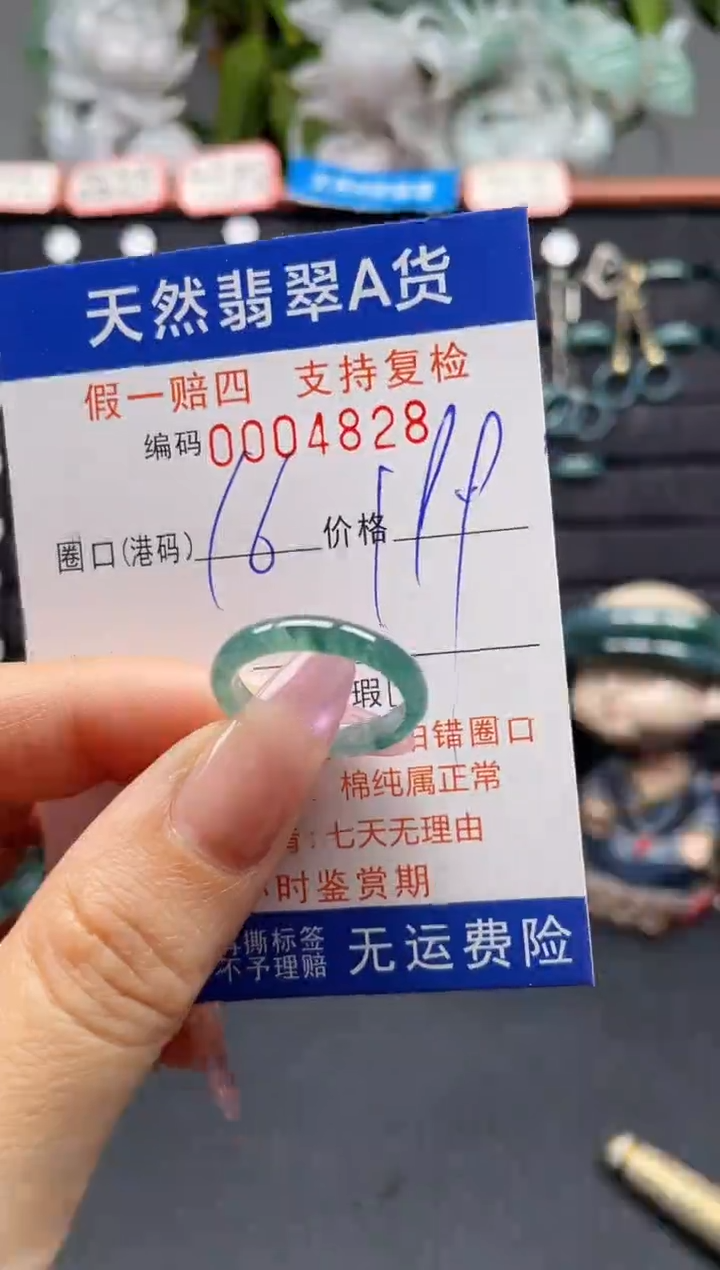 天然翡翠A货
假一赔四 支持复检
编码0004828
圈口(港码) 16 价格 199
瑕
错圈口
棉纯属正常
：七天无理由
时鉴赏期
撕标签
不予理赔
无运费险